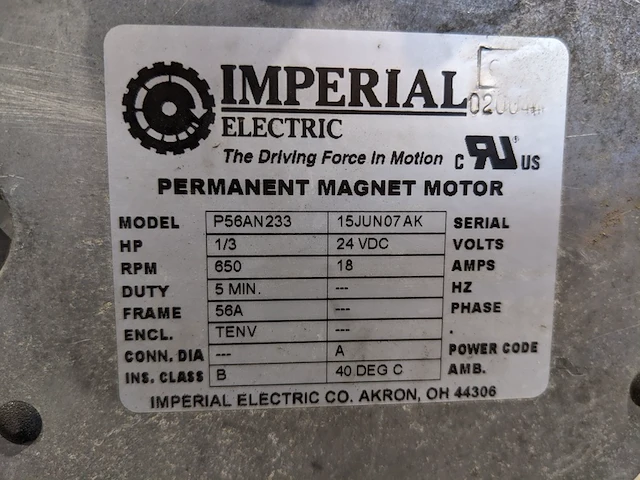 IMPERIAL
ELECTRIC
The Driving Force in Motion
C RU US
PERMANENT MAGNET MOTOR
MODEL P56AN233 15JUN07AK SERIAL
HP 1/3 24 VDC VOLTS
RPM 650 18 AMPS
DUTY 5 MIN. --- HZ
FRAME 56A --- PHASE
ENCL. TENV --- .
CONN. DIA --- A POWER CODE
INS. CLASS B 40 DEG C AMB.
IMPERIAL ELECTRIC CO. AKRON, OH 44306